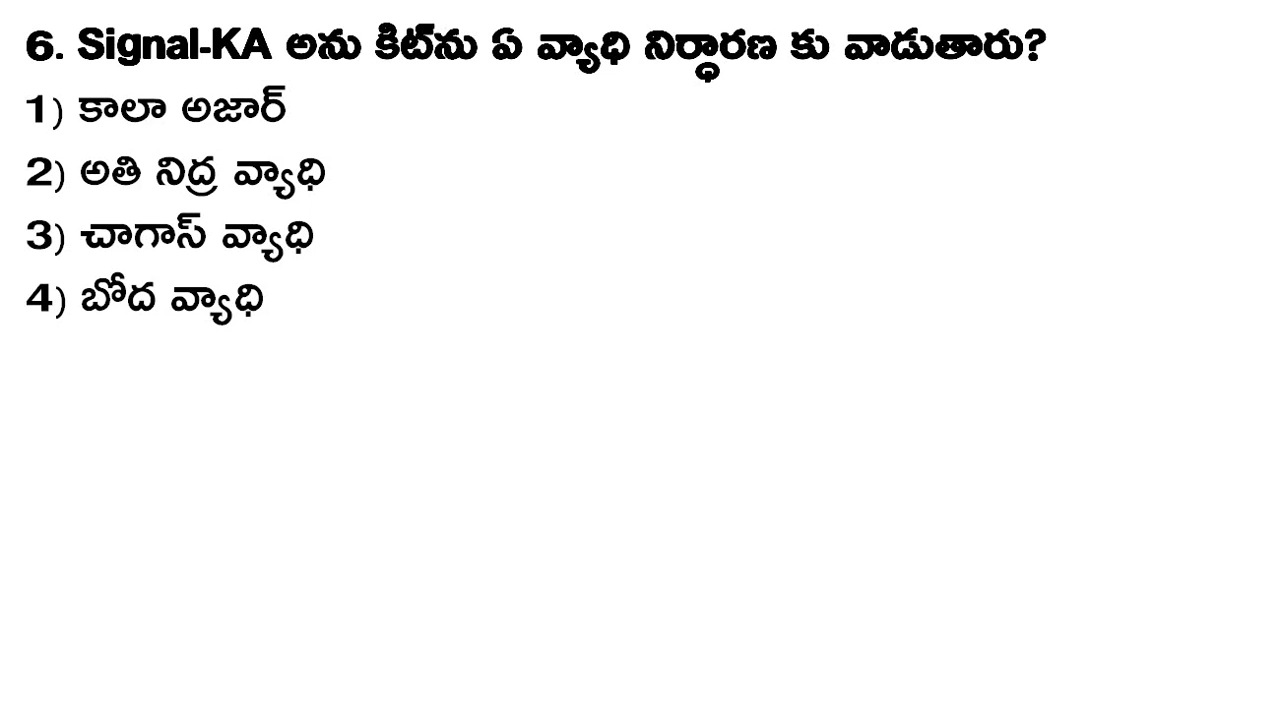 6. Signal-KA అను కిట్‌ను ఏ వ్యాధి నిర్ధారణ కు వాడుతారు?
1) కాలా అజార్
2) అతి నిద్ర వ్యాధి
3) చాగాస్ వ్యాధి
4) బోద వ్యాధి